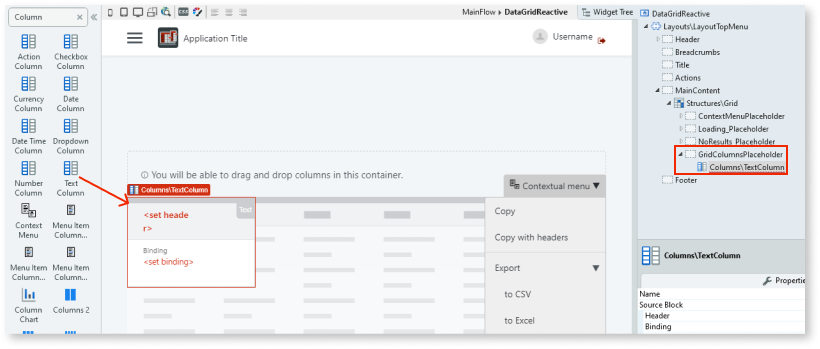 Column
Action
Column
Checkbox
Column
Currency
Column
Date
Column
Date Time
Column
Dropdown
Column
Number
Column
Text
Column
Context
Menu
Menu Item
Column...
Menu Item
Column...
Menu Item
Column...
Column
Chart
Columns 2
MainFlow ▸ DataGridReactive
Widget Tree
Application Title
Username
You will be able to drag and drop columns in this container.
Columns\TextColumn
Text
<set heade
r>
Binding
<set binding>
Contextual menu
Copy
Copy with headers
Export
to CSV
to Excel
DataGridReactive
Layouts\LayoutTopMenu
Header
Breadcrumbs
Title
Actions
MainContent
Structures\Grid
ContextMenuPlaceholder
Loading_Placeholder
NoResults_Placeholder
GridColumnsPlaceholder
Columns\TextColumn
Footer
Columns\TextColumn
Propertie
Name
Source Block
Header
Binding